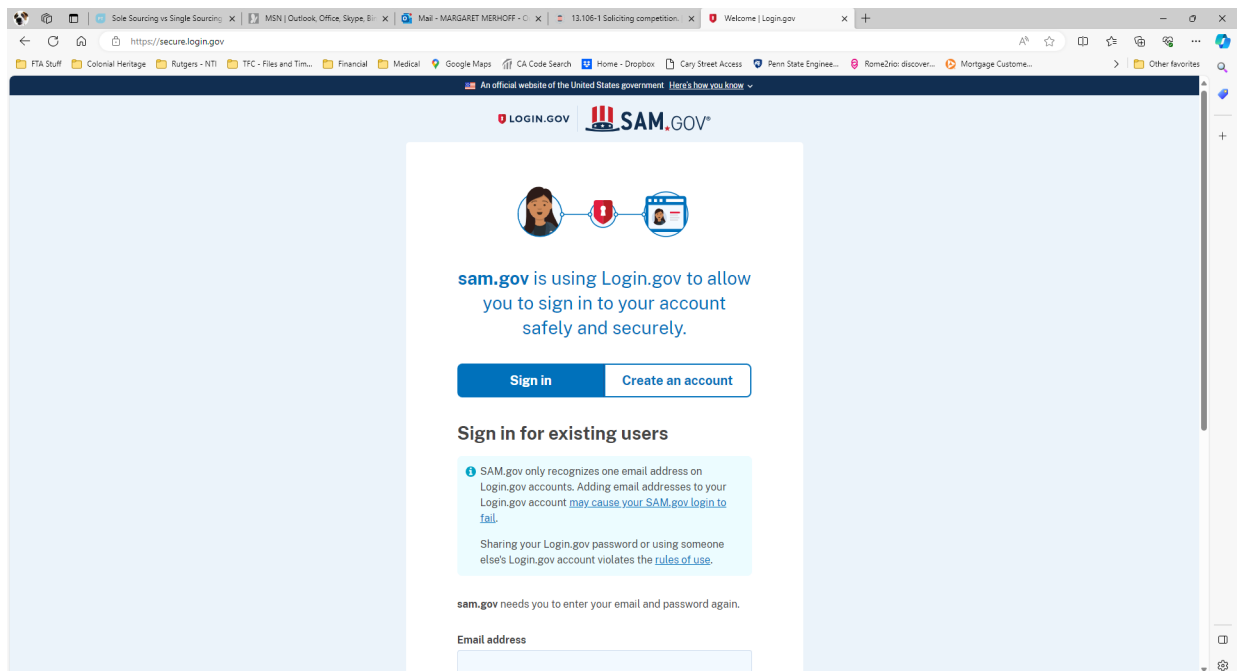 Sole Sourcing vs Single Sourcing
MSN | Outlook, Office, Skype, Bin
Mail - MARGARET MERHOFF - O
13.106-1 Soliciting competition.
Welcome | Login.gov
https://secure.login.gov
FTA Stuff
Colonial Heritage
Rutgers - NTI
TFC - Files and Tim...
Financial
Medical
Google Maps
CA Code Search
Home - Dropbox
Cary Street Access
Penn State Enginee...
Rome2rio: discover...
Mortgage Custome...
Other favorites
An official website of the United States government Here's how you know
LOGIN.GOV
SAM.GOV®
sam.gov is using Login.gov to allow
you to sign in to your account
safely and securely.
Sign in
Create an account
Sign in for existing users
SAM.gov only recognizes one email address on
Login.gov accounts. Adding email addresses to your
Login.gov account may cause your SAM.gov login to
fail.
Sharing your Login.gov password or using someone
else's Login.gov account violates the rules of use.
sam.gov needs you to enter your email and password again.
Email address